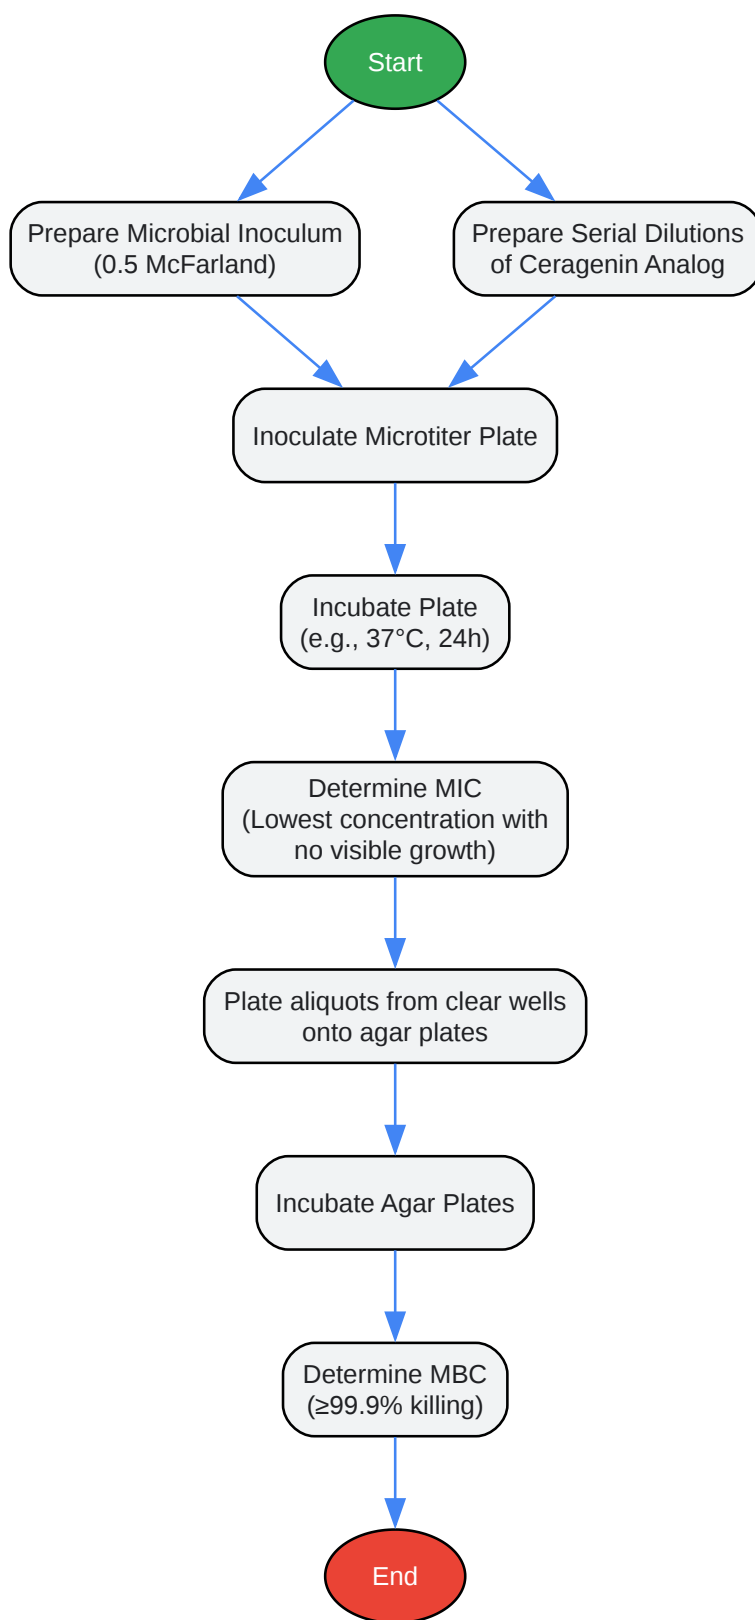 Start
Prepare Microbial Inoculum
(0.5 McFarland)
Prepare Serial Dilutions
of Ceragenin Analog
Inoculate Microtiter Plate
Incubate Plate
(e.g., 37°C, 24h)
Determine MIC
(Lowest concentration with
no visible growth)
Plate aliquots from clear wells
onto agar plates
Incubate Agar Plates
Determine MBC
(≥99.9% killing)
End